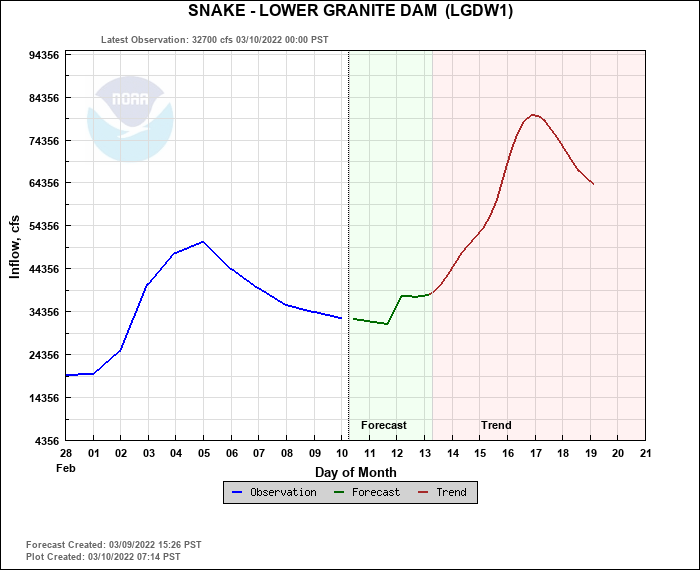 SNAKE - LOWER GRANITE DAM (LGDW1)
Latest Observation: 32700 cfs 03/10/2022 00:00 PST
NOAA
94356
84356
74356
64356
54356
44356
34356
24356
14356
4356
Inflow, cfs
Forecast
Trend
28 01 02 03 04 05 06 07 08 09 10 11 12 13 14 15 16 17 18 19 20 21
Feb
Day of Month
Observation Forecast Trend
Forecast Created: 03/09/2022 15:26 PST
Plot Created: 03/10/2022 07:14 PST